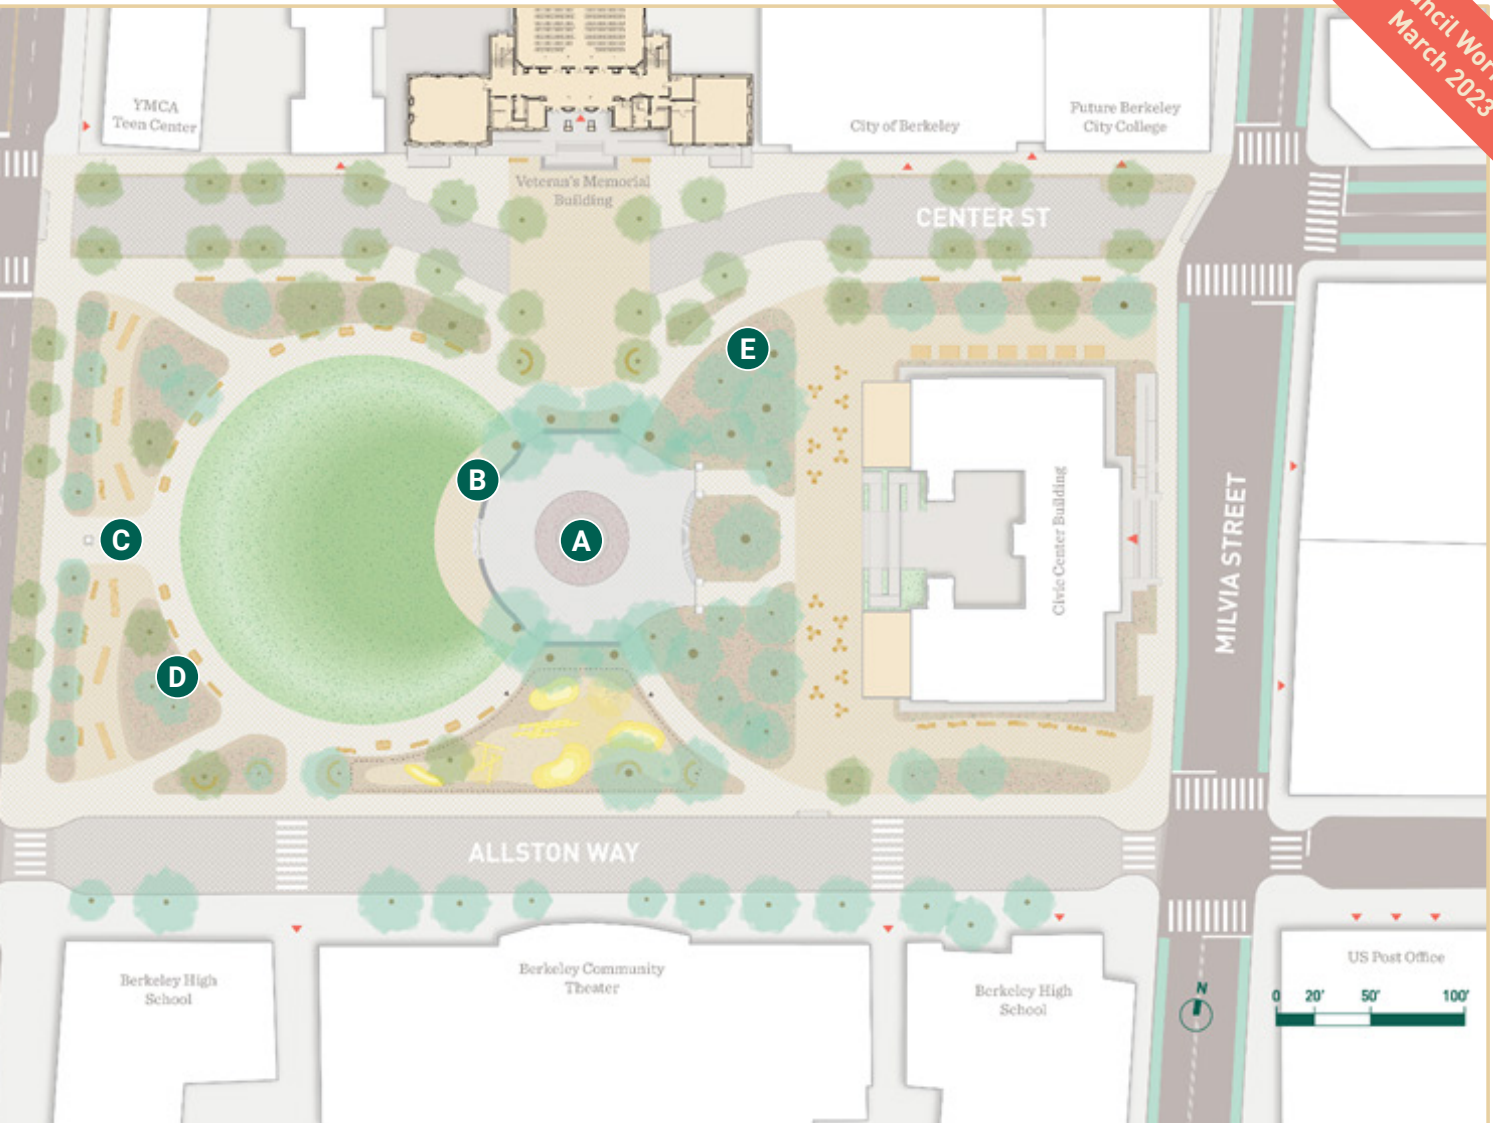 March 2023
YMCA
Teen Center
City of Berkeley
Future Berkeley
City College
Veteran's Memorial
Building
CENTER ST
E
B
C
A
D
Civic Center Building
MILVIA STREET
ALLSTON WAY
Berkeley High
School
Berkeley Community
Theater
Berkeley High
School
US Post Office
N
0 20' 50' 100'